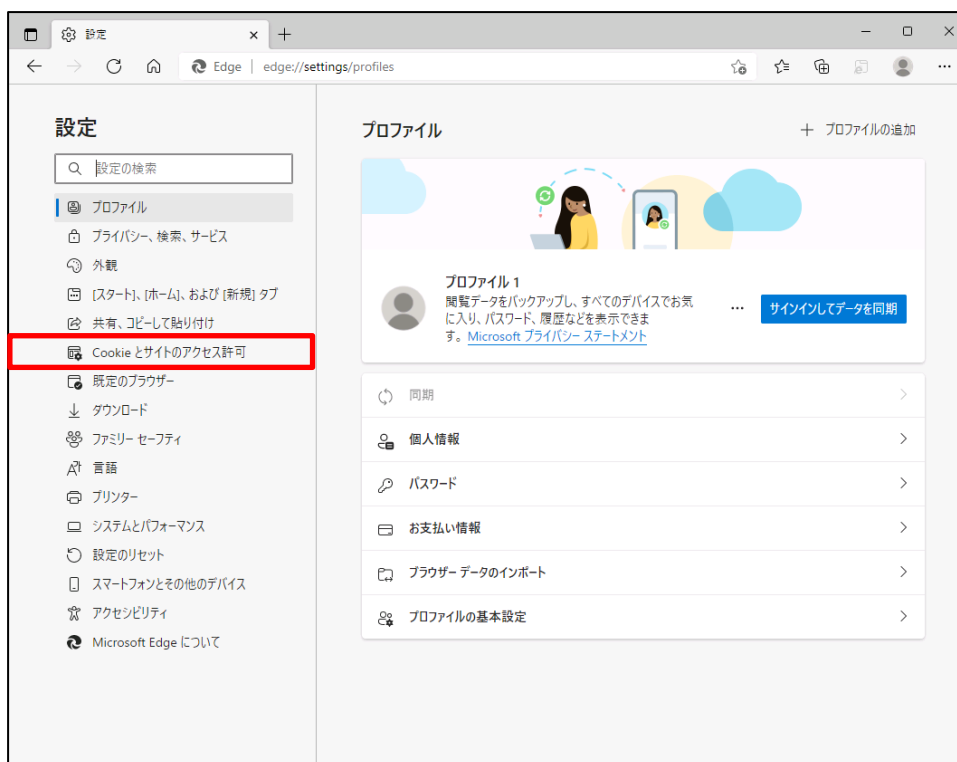 設定
Edge | edge://settings/profiles
設定
設定の検索
プロファイル
プライバシー、検索、サービス
外観
[スタート]、[ホーム]、および [新規] タブ
共有、コピーして貼り付け
Cookie とサイトのアクセス許可
既定のブラウザー
ダウンロード
ファミリー セーフティ
言語
プリンター
システムとパフォーマンス
設定のリセット
スマートフォンとその他のデバイス
アクセシビリティ
Microsoft Edge について
プロファイル
プロファイルの追加
プロファイル 1
閲覧データをバックアップし、すべてのデバイスでお気
に入り、パスワード、履歴などを表示できま
す。Microsoft プライバシー ステートメント
サインインしてデータを同期
同期
個人情報
パスワード
お支払い情報
ブラウザー データのインポート
プロファイルの基本設定